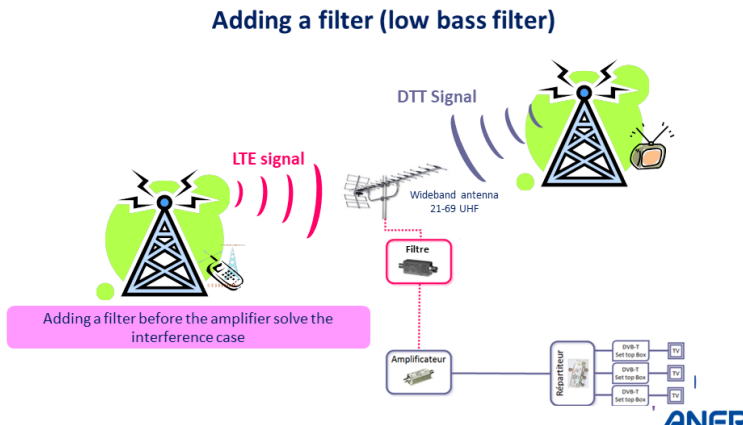 Adding a filter (low bass filter)
DTT Signal
LTE signal
Wideband antenna
21-69 UHF
Filtre
Adding a filter before the amplifier solve the
interference case
Amplificateur
Répartiteur
DVB-T
Set top Box
TV
DVB-T
Set top Box
TV
DVB-T
Set top Box
TV